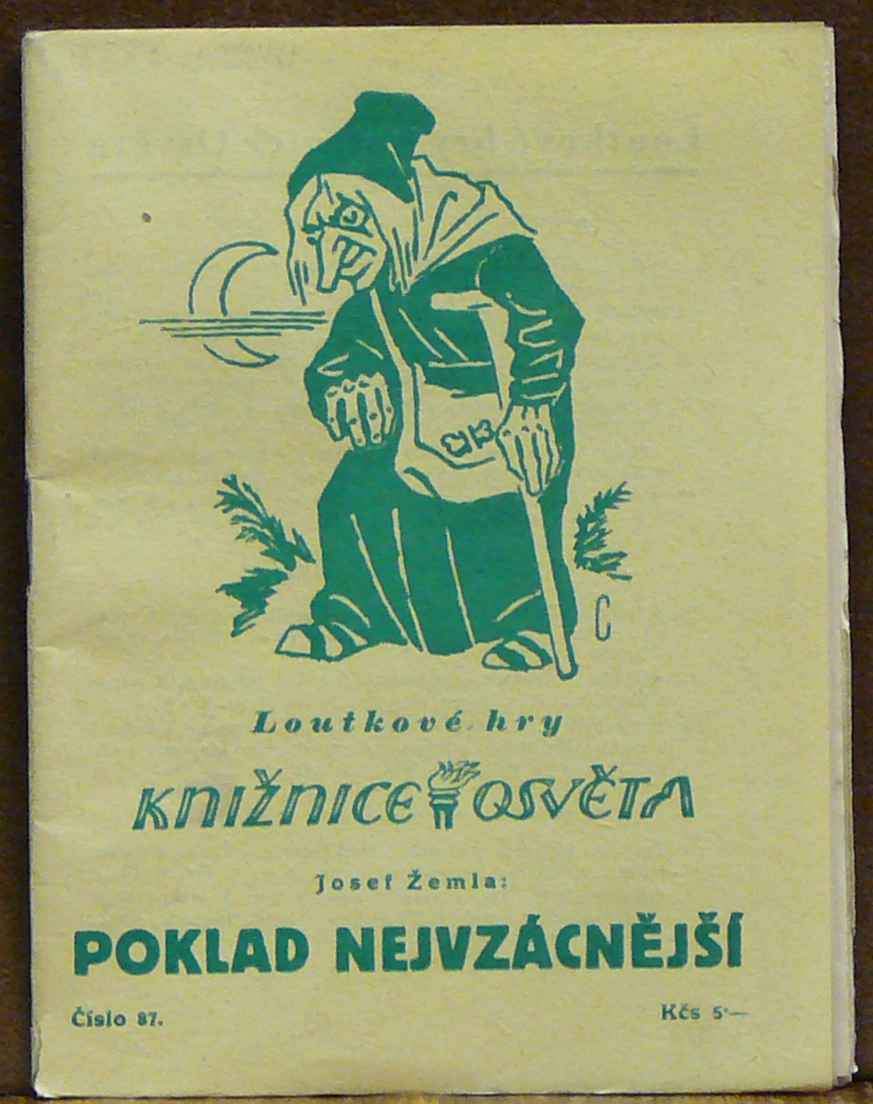 C
Loutkové hry
KNIŽNICE OSVĚTA
Josef Žemla:
POKLAD NEJVZÁCNĚJŠÍ
Číslo 87.
Kčs 5·—